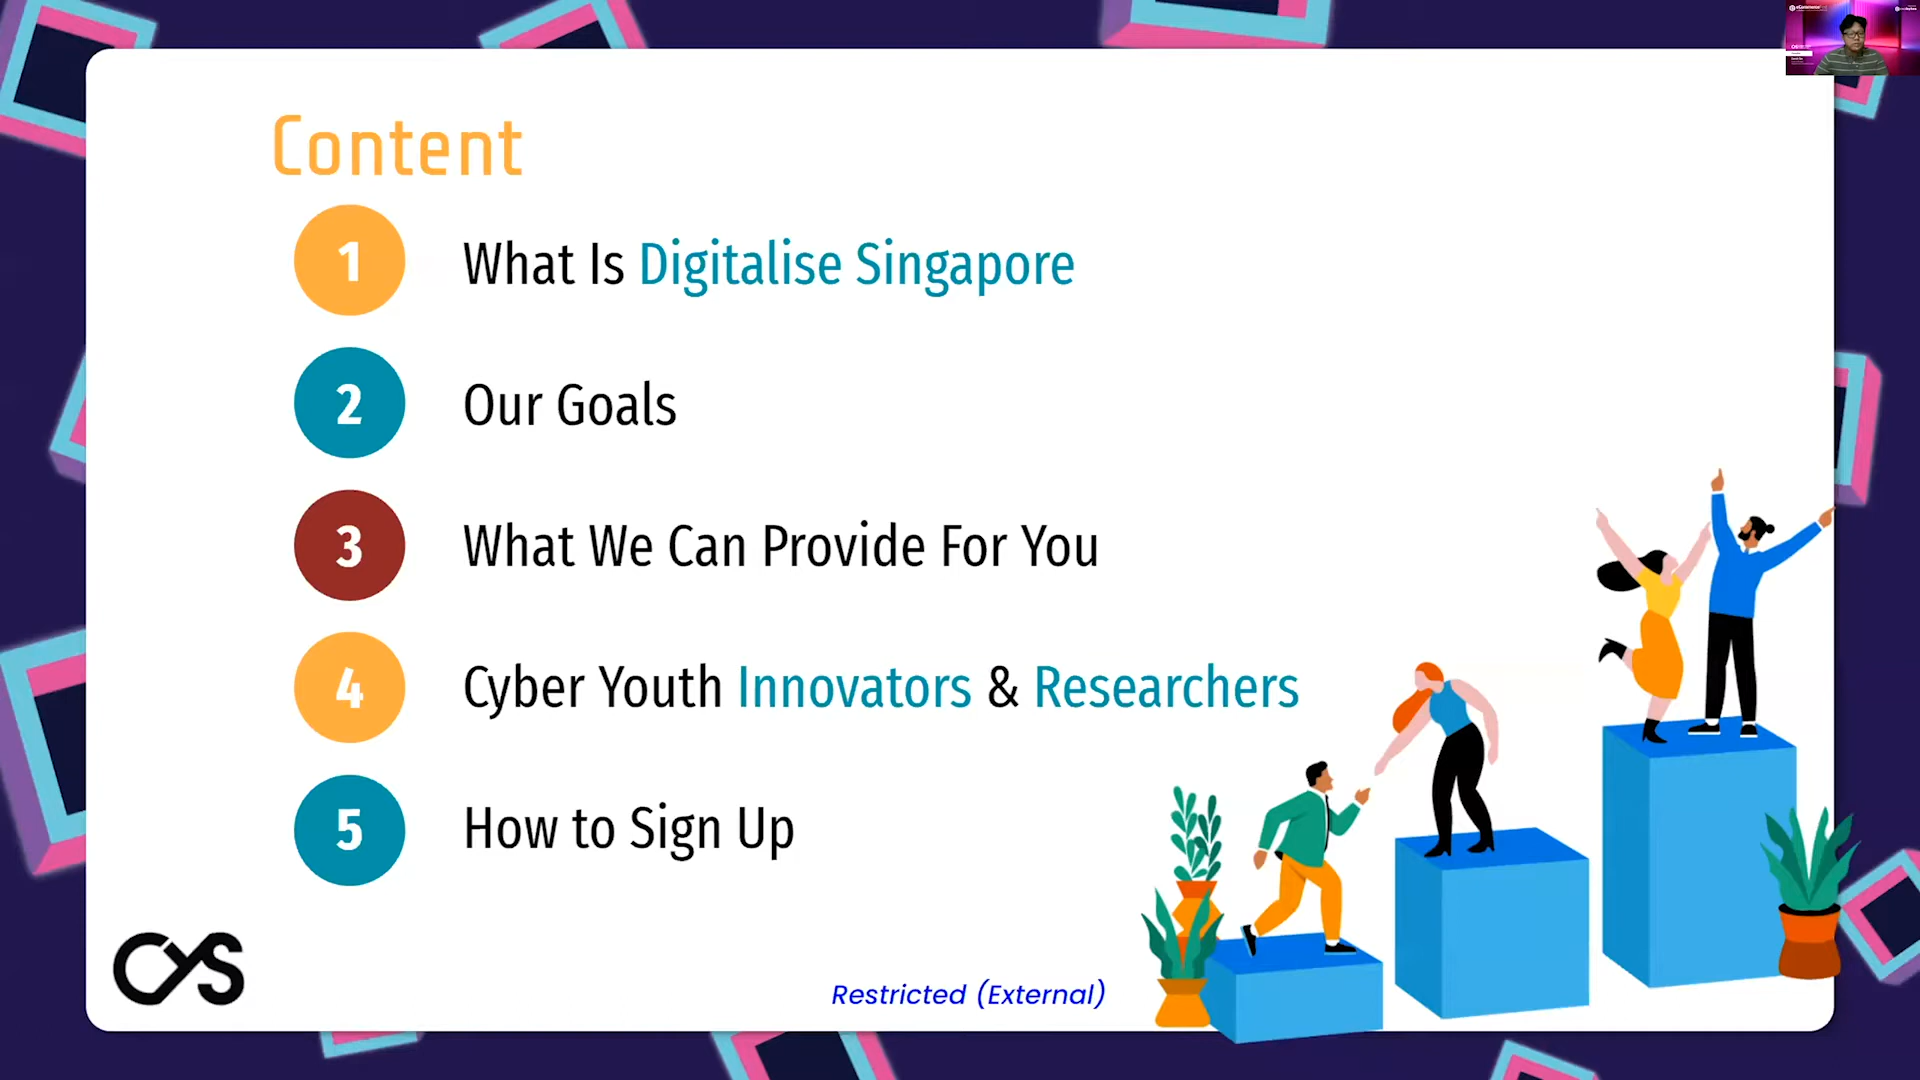 Content
1
What Is Digitalise Singapore
2
Our Goals
3
What We Can Provide For You
4
Cyber Youth Innovators & Researchers
5
How to Sign Up
CYS
Restricted (External)